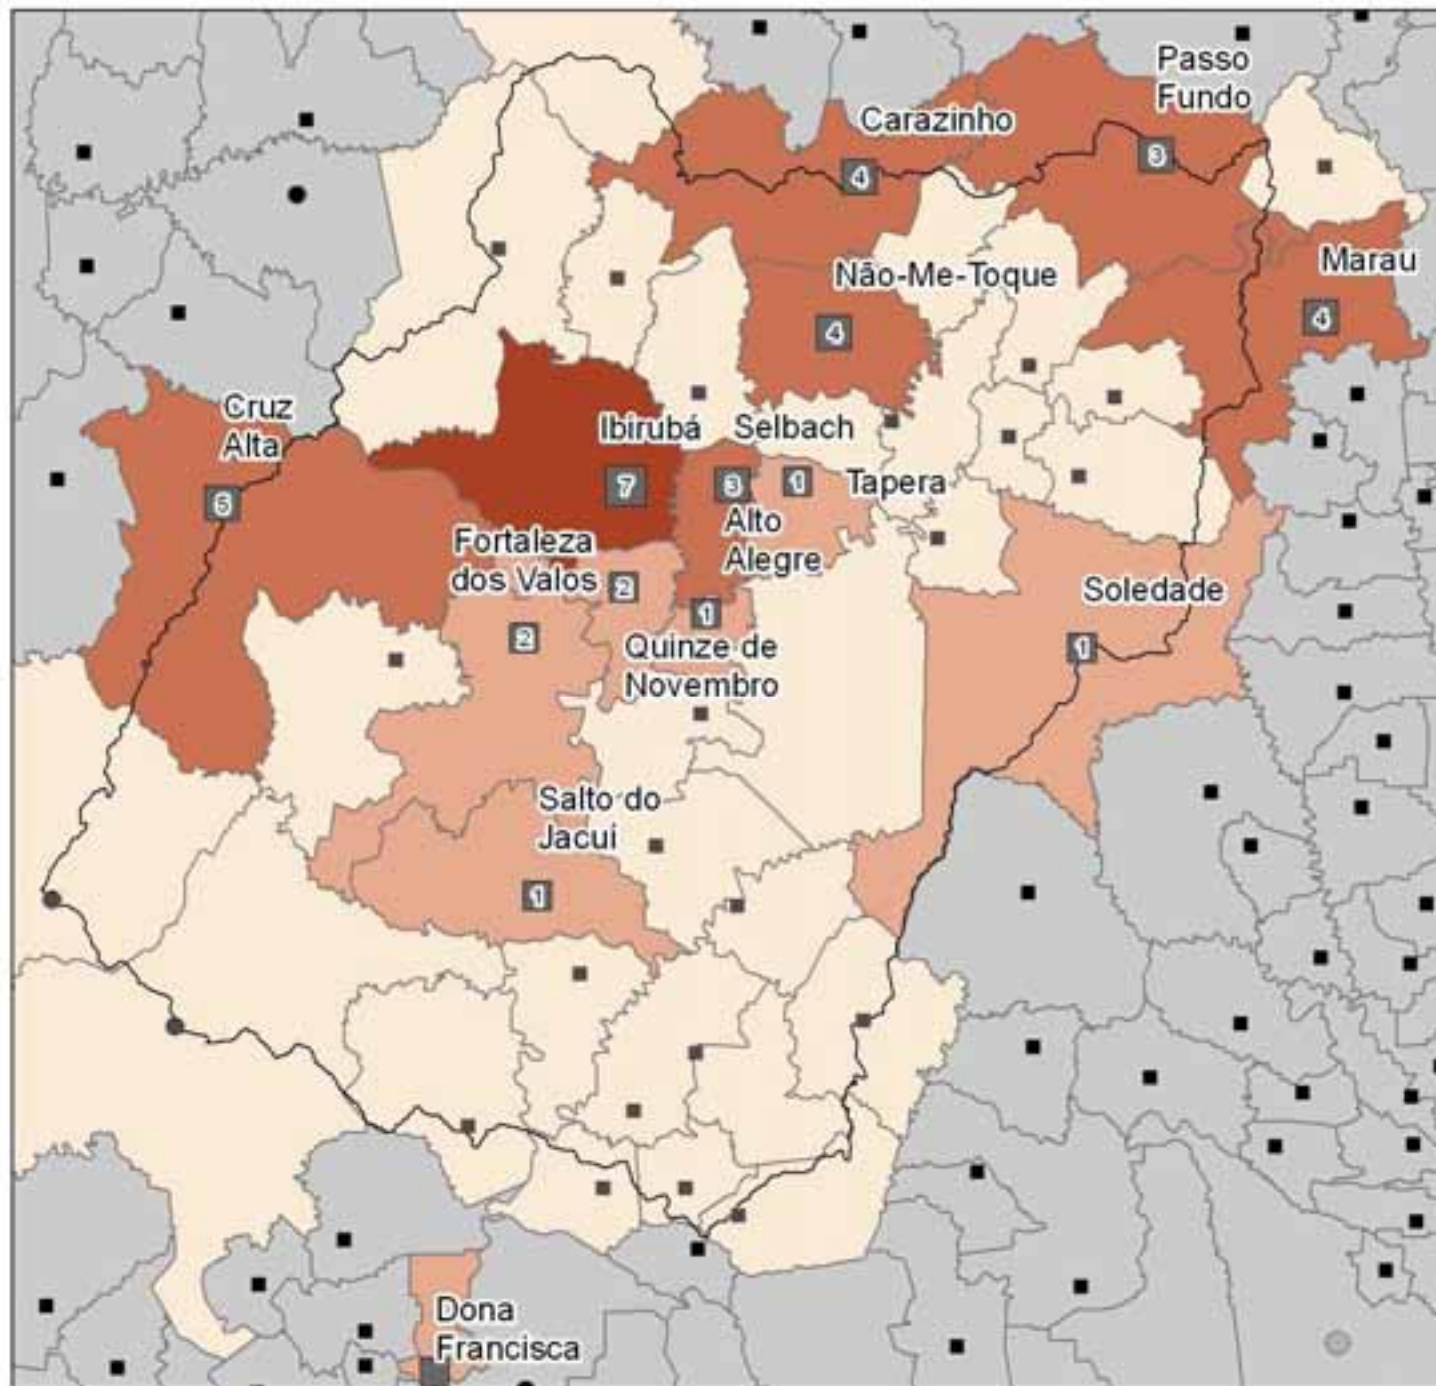 Passo
Fundo
Carazinho
3
4
Não-Me-Toque
Marau
4
4
Cruz
Alta
Ibirubá
Selbach
7
3
1
Tapera
5
Alto
Alegre
Fortaleza
dos Valos
2
Soledade
1
2
Quinze de
Novembro
1
Salto do
Jacuí
1
Dona
Francisca